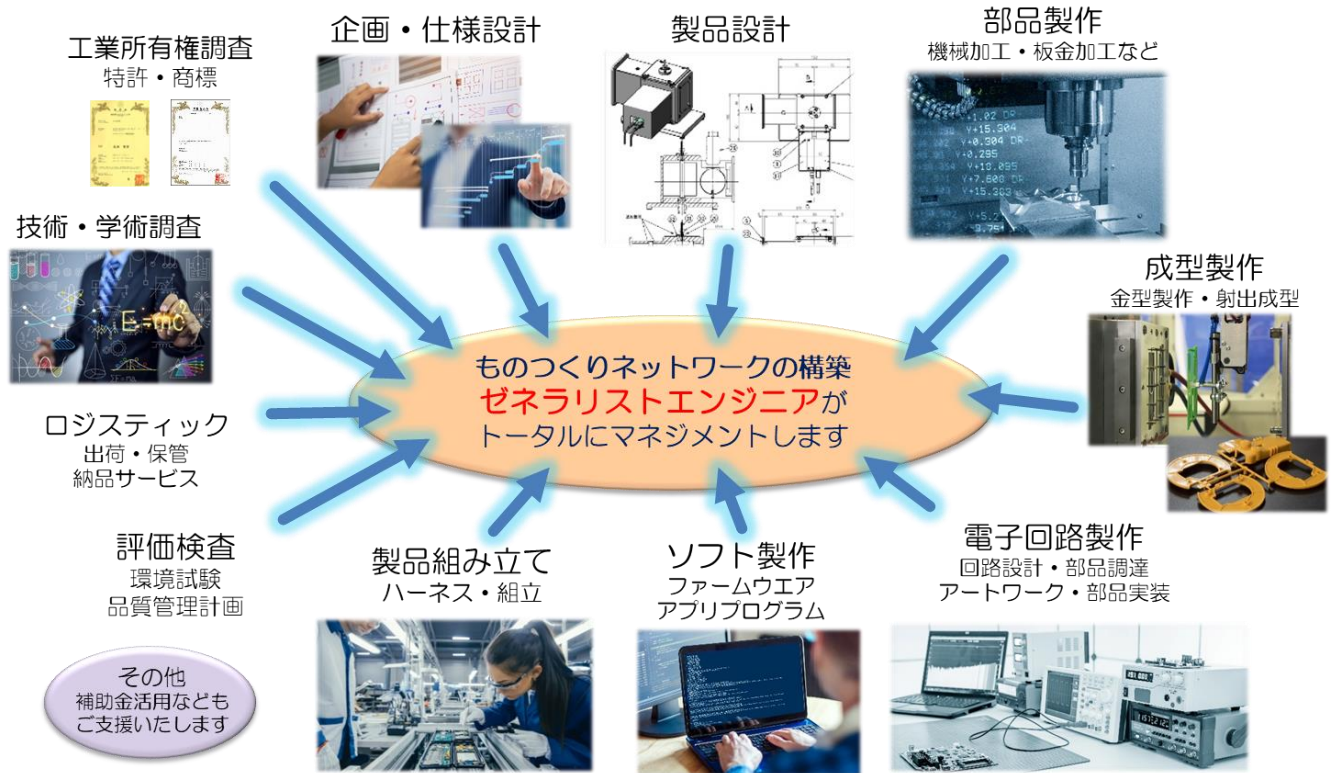 工業所有権調査
特許・商標
企画・仕様設計
製品設計
部品製作
機械加工・板金加工など
技術・学術調査
E=mc²
成型製作
金型製作・射出成型
ものつくりネットワークの構築
ゼネラリストエンジニアが
トータルにマネジメントします
ロジスティック
出荷・保管
納品サービス
評価検査
環境試験
品質管理計画
製品組み立て
ハーネス・組立
ソフト製作
ファームウエア
アプリプログラム
電子回路製作
回路設計・部品調達
アートワーク・部品実装
その他
補助金活用なども
ご支援いたします